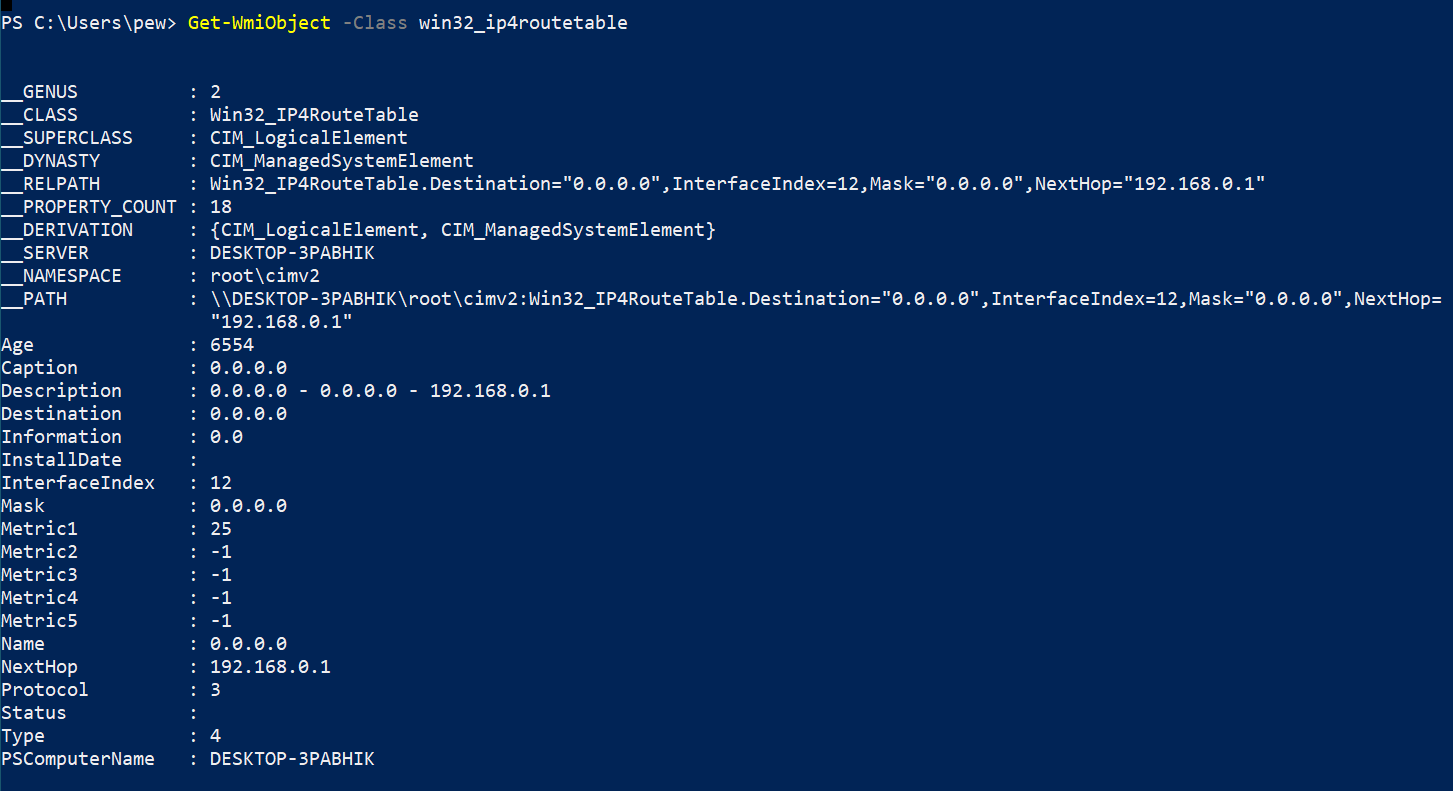 PS C:\Users\pew> Get-WmiObject -Class win32_ip4routetable
__GENUS : 2
__CLASS : Win32_IP4RouteTable
__SUPERCLASS : CIM_LogicalElement
__DYNASTY : CIM_ManagedSystemElement
__RELPATH : Win32_IP4RouteTable.Destination="0.0.0.0",InterfaceIndex=12,Mask="0.0.0.0",NextHop="192.168.0.1"
__PROPERTY_COUNT : 18
__DERIVATION : {CIM_LogicalElement, CIM_ManagedSystemElement}
__SERVER : DESKTOP-3PABHIK
__NAMESPACE : root\cimv2
__PATH : \\DESKTOP-3PABHIK\root\cimv2:Win32_IP4RouteTable.Destination="0.0.0.0",InterfaceIndex=12,Mask="0.0.0.0",NextHop=
"192.168.0.1"
Age : 6554
Caption : 0.0.0.0
Description : 0.0.0.0 - 0.0.0.0 - 192.168.0.1
Destination : 0.0.0.0
Information : 0.0
InstallDate :
InterfaceIndex : 12
Mask : 0.0.0.0
Metric1 : 25
Metric2 : -1
Metric3 : -1
Metric4 : -1
Metric5 : -1
Name : 0.0.0.0
NextHop : 192.168.0.1
Protocol : 3
Status :
Type : 4
PSComputerName : DESKTOP-3PABHIK